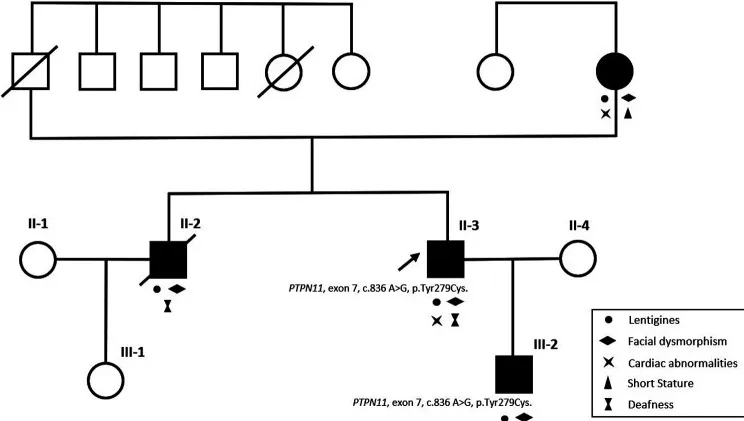 II-1
II-2
II-3
II-4
PTPN11, exon 7, c.836 A>G, p.Tyr279Cys.
III-1
III-2
PTPN11, exon 7, c.836 A>G, p.Tyr279Cys.
Lentigines
Facial dysmorphism
Cardiac abnormalities
Short Stature
Deafness